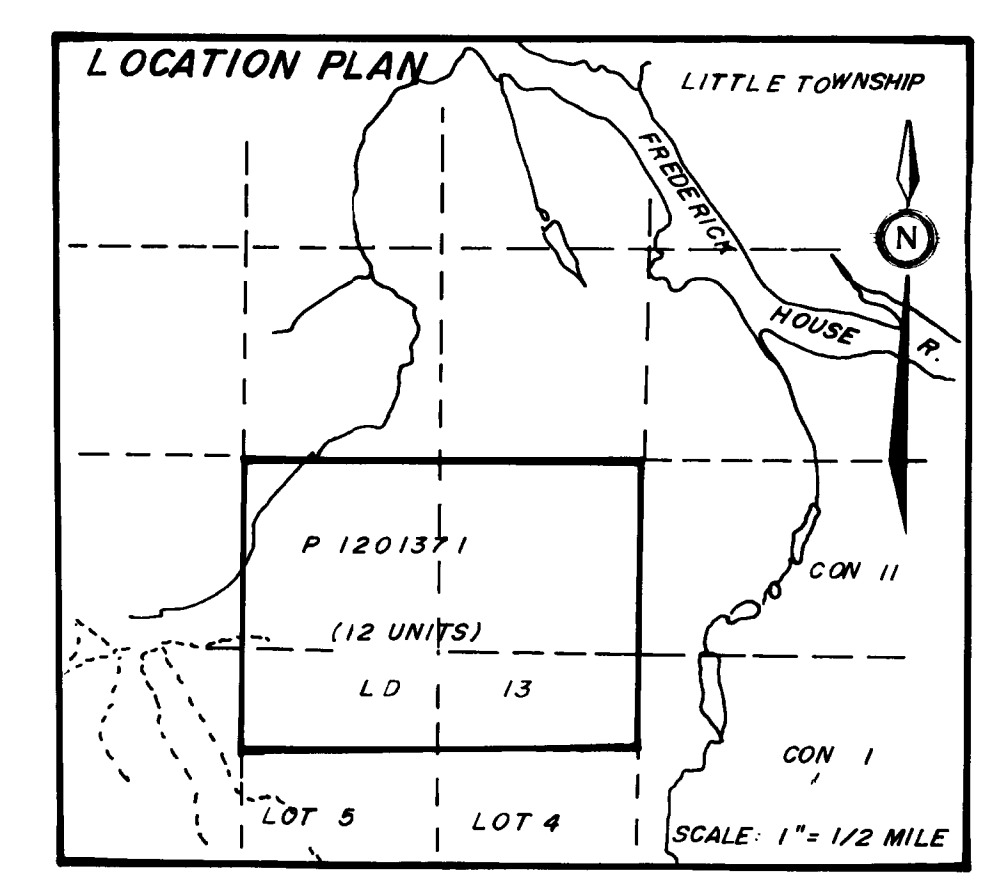 LOCATION PLAN
LITTLE TOWNSHIP
FREDERICK
HOUSE
R.
N
P 1201371
CON II
(12 UNITS)
LD 13
CON I
LOT 5
LOT 4
SCALE: 1"= 1/2 MILE